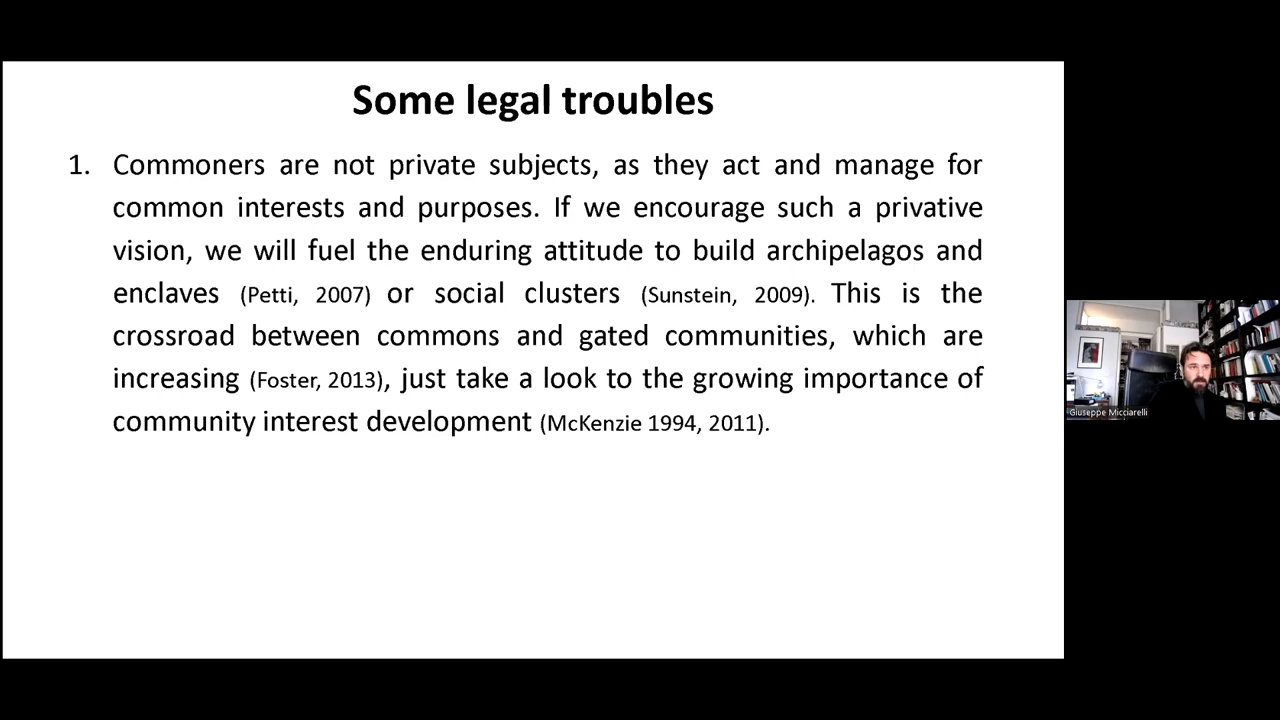 Some legal troubles
1. Commoners are not private subjects, as they act and manage for
common interests and purposes. If we encourage such a privative
vision, we will fuel the enduring attitude to build archipelagos and
enclaves (Petti, 2007) or social clusters (Sunstein, 2009). This is the
crossroad between commons and gated communities, which are
increasing (Foster, 2013), just take a look to the growing importance of
community interest development (McKenzie 1994, 2011).
Giuseppe Micciarelli